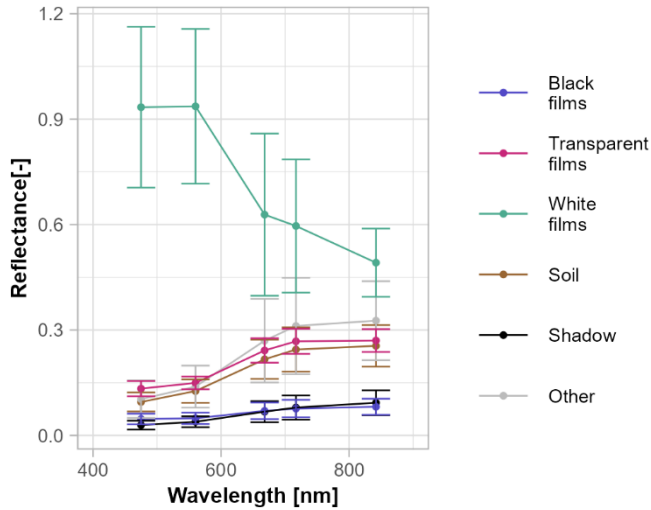 1.2
0.9
0.6
0.3
0.0
Reflectance[-]
400
600
800
Wavelength [nm]
Black
films
Transparent
films
White
films
Soil
Shadow
Other